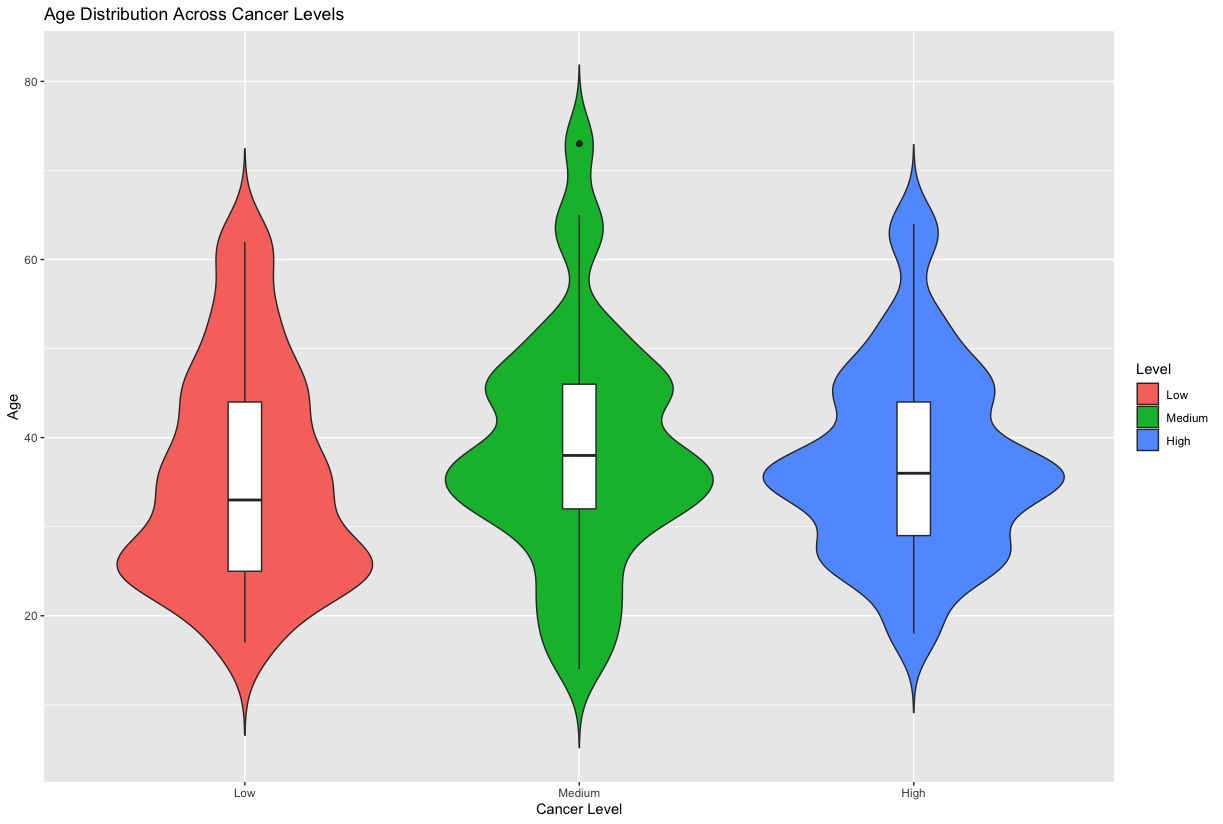 Age Distribution Across Cancer Levels
80
60
40
20
Age
Low
Medium
High
Cancer Level
Level
Low
Medium
High